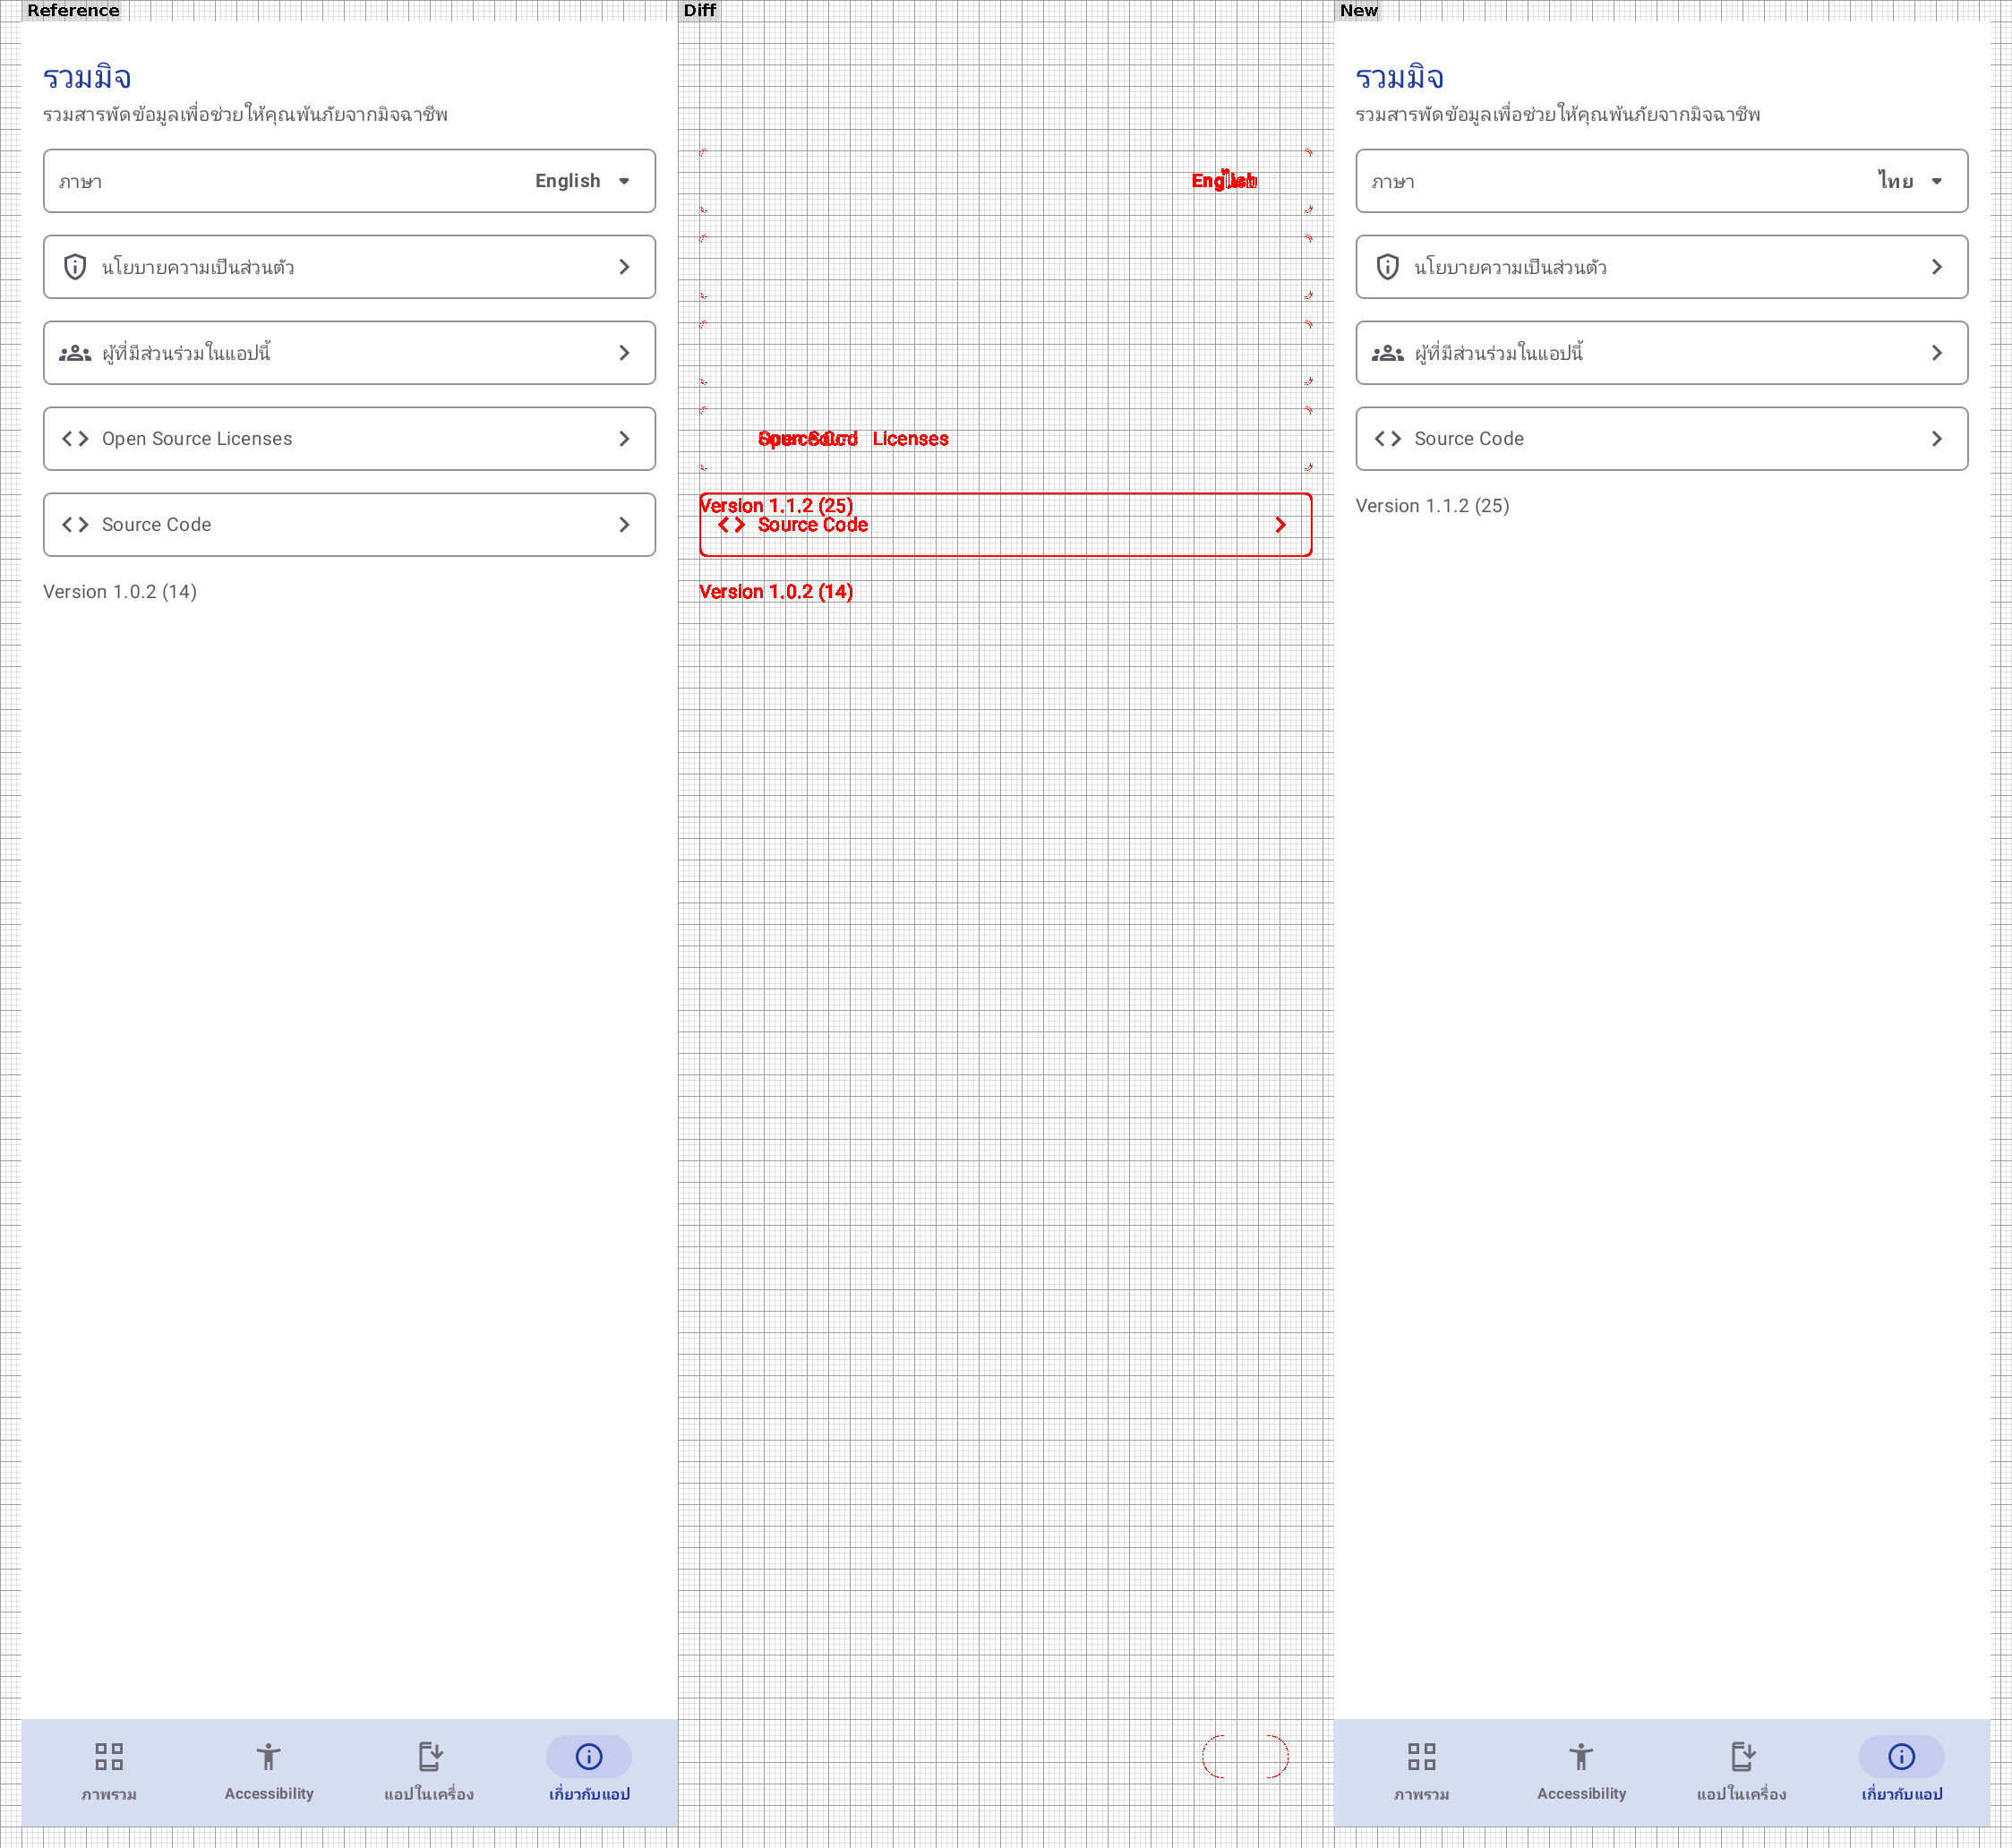 Reference
รวมมิจ
รวมสารพัดข้อมูลเพื่อช่วยให้คุณพ้นภัยจากมิจฉาชีพ
ภาษา English
นโยบายความเป็นส่วนตัว
ผู้ที่มีส่วนร่วมในแอปนี้
Open Source Licenses
Source Code
Version 1.0.2 (14)
ภาพรวม Accessibility แอปในเครื่อง เกี่ยวกับแอป
Diff
English
Licenses
Version 1.1.2 (25)
Source Code
Version 1.0.2 (14)
New
รวมมิจ
รวมสารพัดข้อมูลเพื่อช่วยให้คุณพ้นภัยจากมิจฉาชีพ
ภาษา ไทย
นโยบายความเป็นส่วนตัว
ผู้ที่มีส่วนร่วมในแอปนี้
Source Code
Version 1.1.2 (25)
ภาพรวม Accessibility แอปในเครื่อง เกี่ยวกับแอป